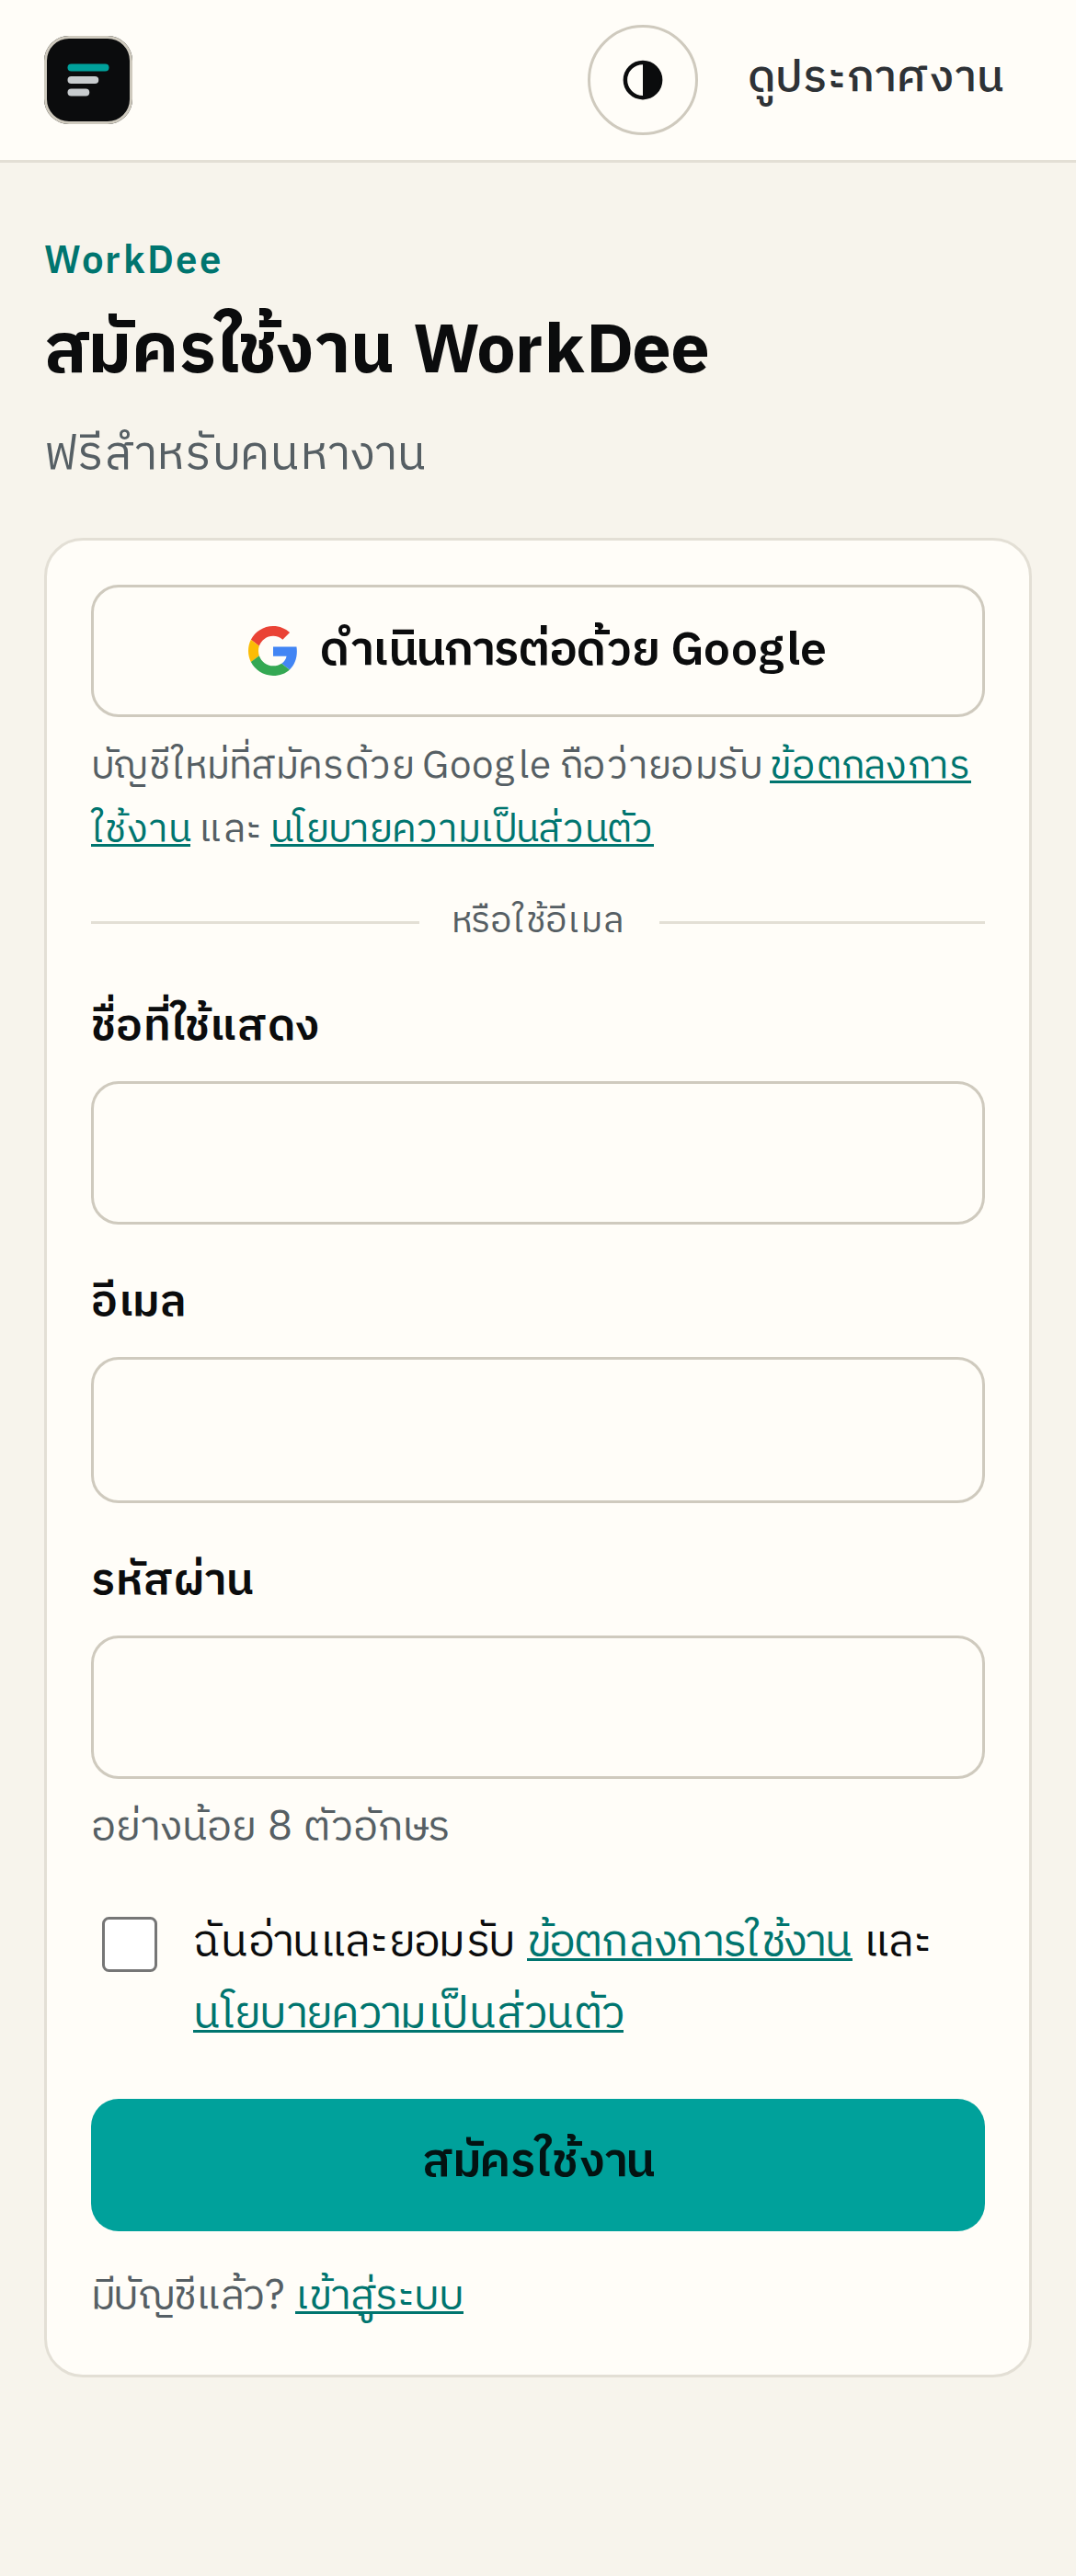 ดูประกาศงาน
WorkDee
สมัครใช้งาน WorkDee
ฟรีสำหรับคนหางาน
ดำเนินการต่อด้วย Google
บัญชีใหม่ที่สมัครด้วย Google ถือว่ายอมรับ ข้อตกลงการ
ใช้งาน และ นโยบายความเป็นส่วนตัว
หรือใช้อีเมล
ชื่อที่ใช้แสดง
อีเมล
รหัสผ่าน
อย่างน้อย 8 ตัวอักษร
ฉันอ่านและยอมรับ ข้อตกลงการใช้งาน และ
นโยบายความเป็นส่วนตัว
สมัครใช้งาน
มีบัญชีแล้ว? เข้าสู่ระบบ